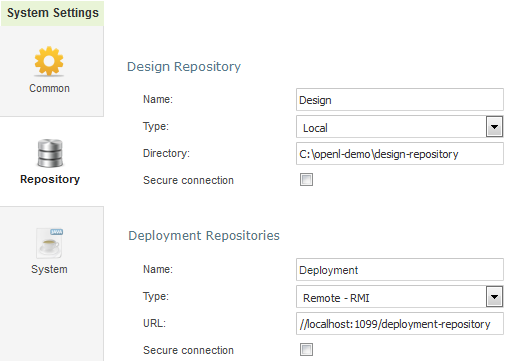 System Settings
Common
Repository
JAVA
System
Design Repository
Name: Design
Type: Local
Directory: C:\openl-demo\design-repository
Secure connection
Deployment Repositories
Name: Deployment
Type: Remote - RMI
URL: //localhost:1099/deployment-repository
Secure connection